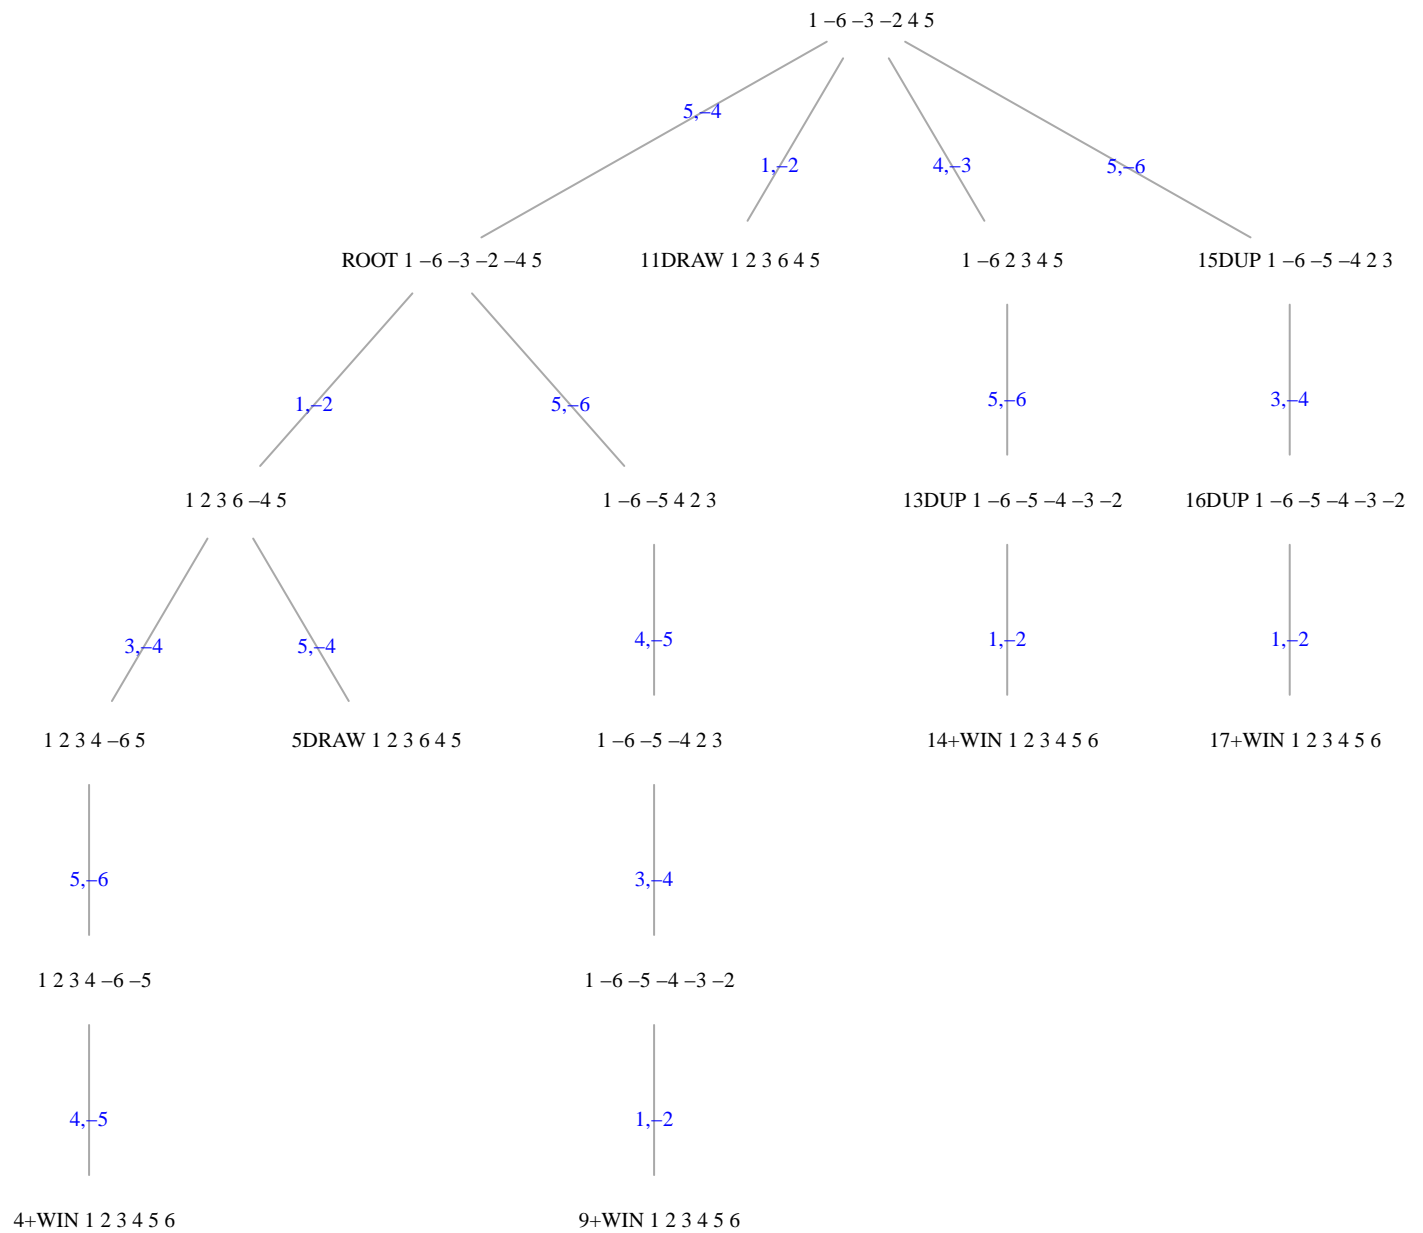 1 –6 –3 –2 4 5
5,–4
1,–2
4,–3
5,–6
ROOT 1 –6 –3 –2 –4 5
11DRAW 1 2 3 6 4 5
1 –6 2 3 4 5
15DUP 1 –6 –5 –4 2 3
1,–2
5,–6
5,–6
3,–4
1 2 3 6 –4 5
1 –6 –5 4 2 3
13DUP 1 –6 –5 –4 –3 –2
16DUP 1 –6 –5 –4 –3 –2
3,–4
5,–4
4,–5
1,–2
1,–2
1 2 3 4 –6 5
5DRAW 1 2 3 6 4 5
1 –6 –5 –4 2 3
14+WIN 1 2 3 4 5 6
17+WIN 1 2 3 4 5 6
5,–6
3,–4
1 2 3 4 –6 –5
1 –6 –5 –4 –3 –2
4,–5
1,–2
4+WIN 1 2 3 4 5 6
9+WIN 1 2 3 4 5 6